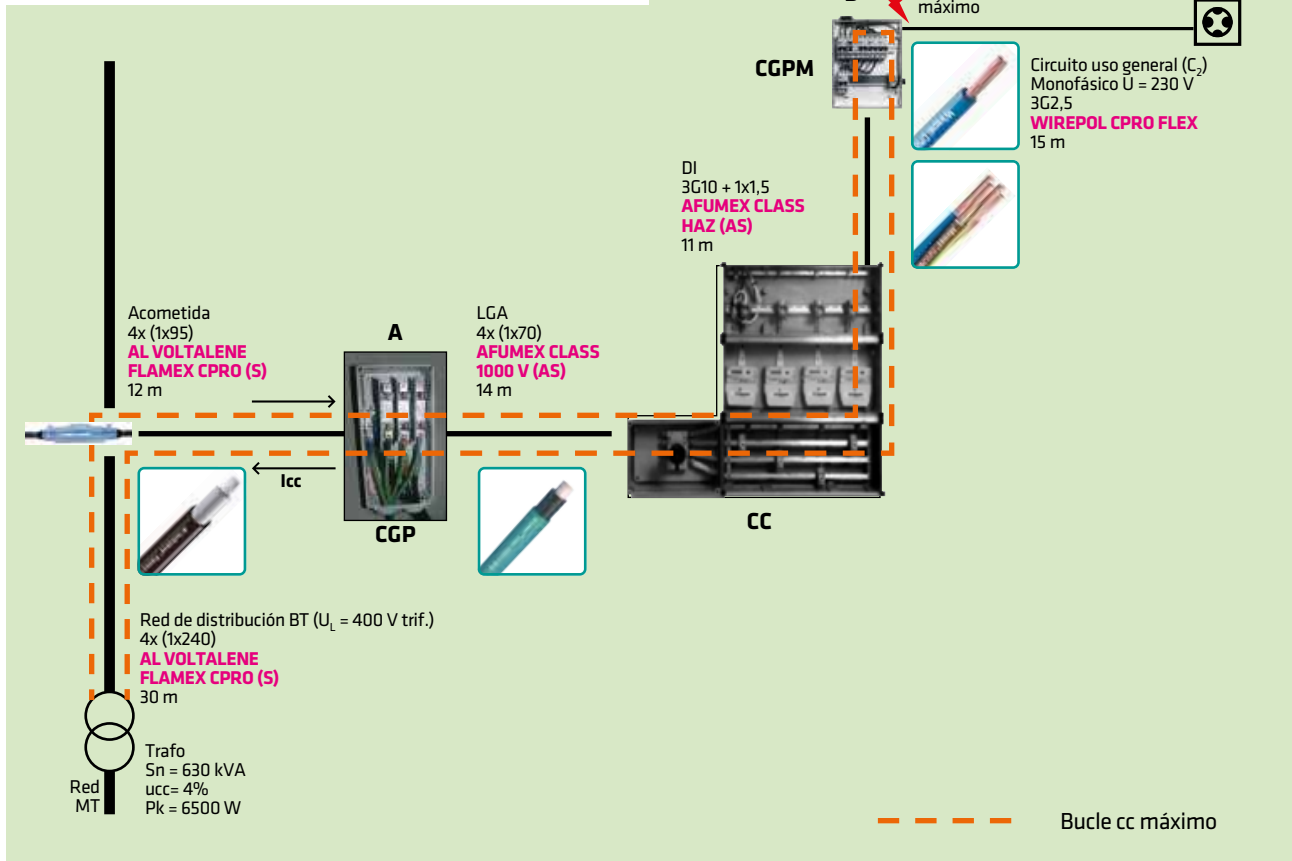 máximo
CGPM
Circuito uso general (C₂)
Monofásico U = 230 V
3G2,5
WIREPOL CPRO FLEX
15 m
DI
3G10 + 1x1,5
AFUMEX CLASS
HAZ (AS)
11 m
Acometida
4x (1x95)
AL VOLTALENE
FLAMEX CPRO (S)
12 m
A
CGP
LGA
4x (1x70)
AFUMEX CLASS
1000 V (AS)
14 m
Icc
CC
Red de distribución BT (U_L = 400 V trif.)
4x (1x240)
AL VOLTALENE
FLAMEX CPRO (S)
30 m
Trafo
Sn = 630 kVA
ucc= 4%
Pk = 6500 W
Red
MT
Bucle cc máximo